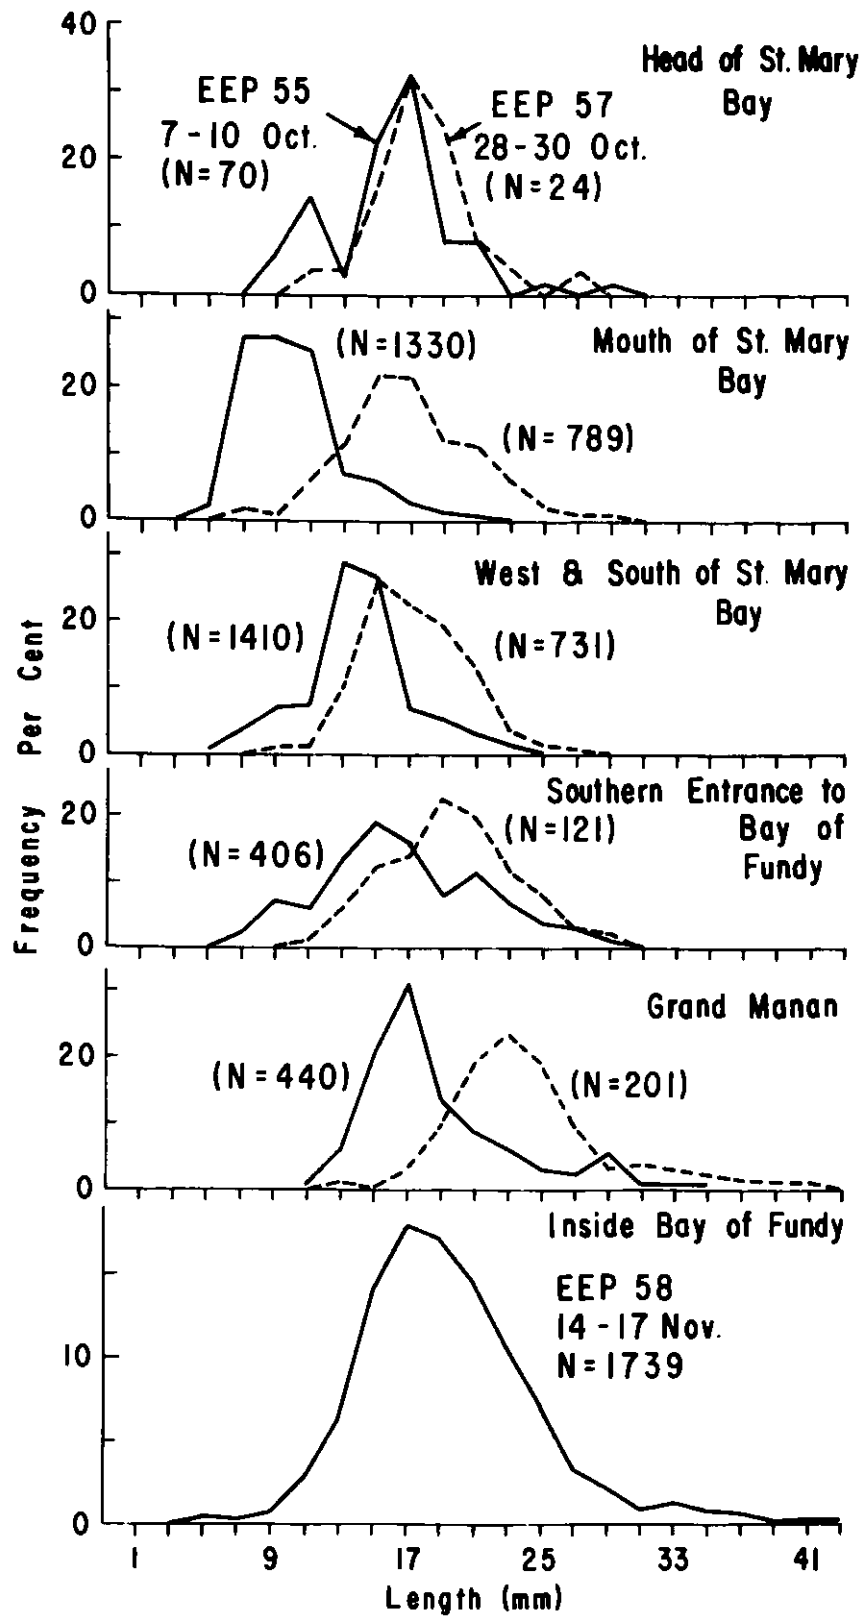 40
20
0
Head of St. Mary
Bay
EEP 55
7-10 Oct.
(N=70)
EEP 57
28-30 Oct.
(N=24)
20
0
(N=1330)
Mouth of St. Mary
Bay
(N=789)
20
0
West & South of St. Mary
Bay
(N=1410)
(N=731)
20
0
Southern Entrance to
Bay of
Fundy
(N=406)
(N=121)
20
0
Grand Manan
(N=440)
(N=201)
10
0
Inside Bay of Fundy
EEP 58
14-17 Nov.
N=1739
Frequency Per Cent
1 9 17 25 33 41
Length (mm)